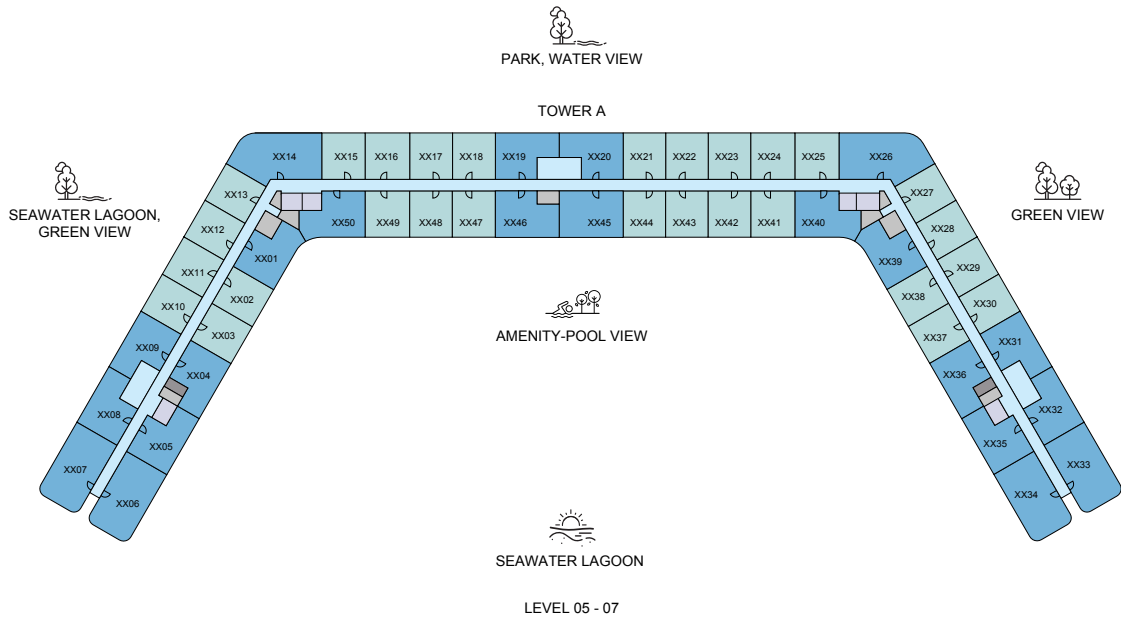 PARK, WATER VIEW
TOWER A
XX14 XX15 XX16 XX17 XX18 XX19 XX20 XX21 XX22 XX23 XX24 XX25 XX26
SEAWATER LAGOON,
GREEN VIEW
GREEN VIEW
XX13
XX12
XX11
XX10
XX09
XX08
XX07
XX01
XX02
XX03
XX04
XX05
XX06
XX50 XX49 XX48 XX47 XX46 XX45 XX44 XX43 XX42 XX41 XX40
XX27
XX28
XX29
XX30
XX31
XX32
XX33
XX39
XX38
XX37
XX36
XX35
XX34
AMENITY-POOL VIEW
SEAWATER LAGOON
LEVEL 05 - 07